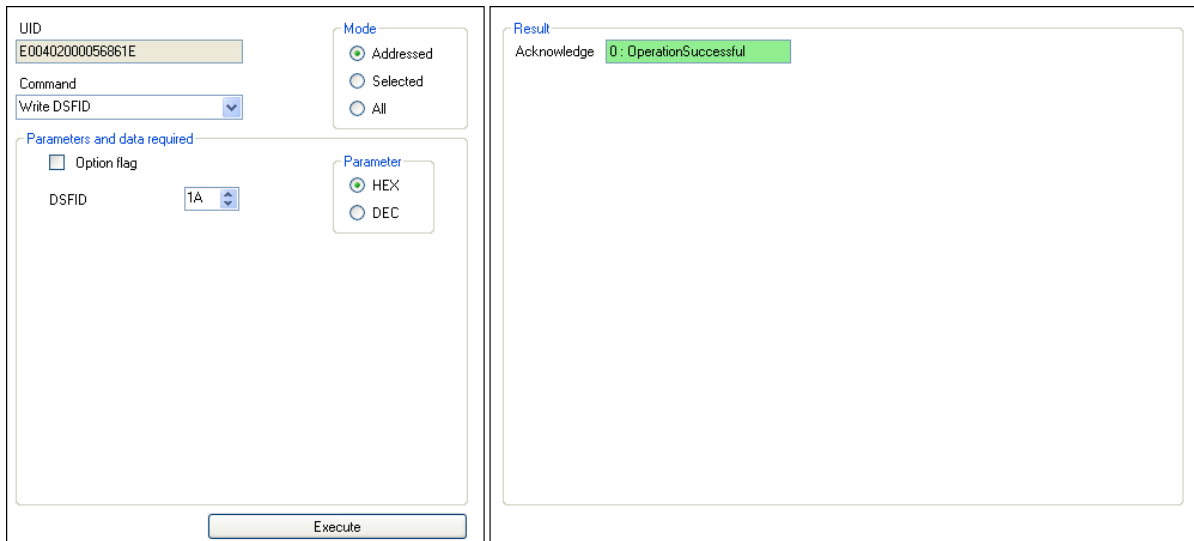 UID
E00402000056861E
Command
Write DSFID
Mode
Addressed
Selected
All
Parameters and data required
Option flag
DSFID
1A
Parameter
HEX
DEC
Execute
Result
Acknowledge 0 : OperationSuccessful